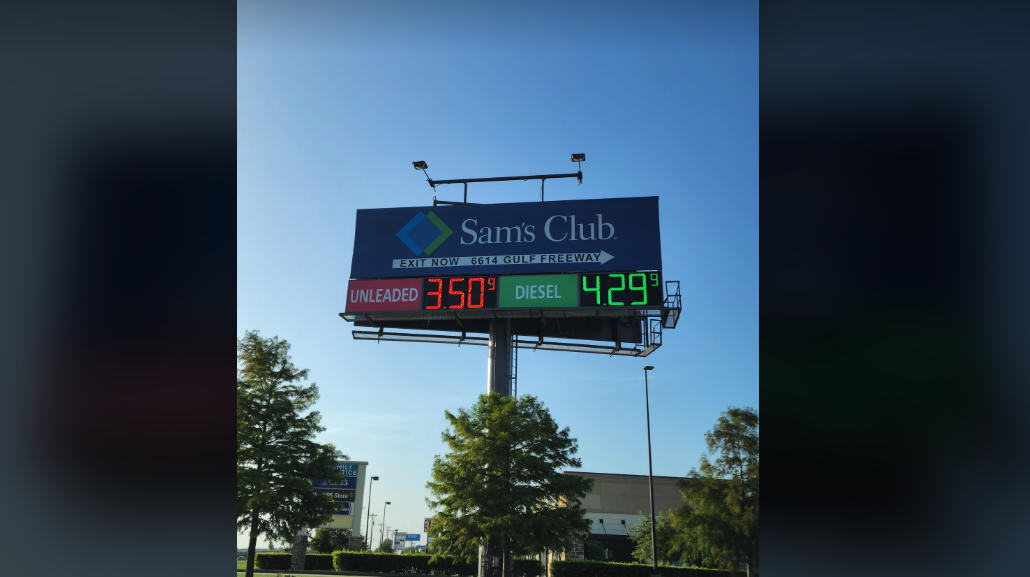 Sam's Club
EXIT NOW 6614 GULF FREEWAY
UNLEADED 3.50 9 DIESEL 4.29 9